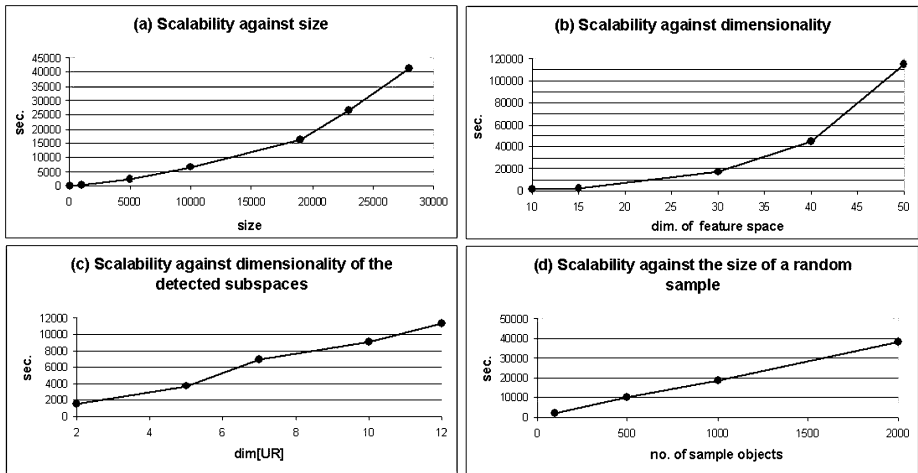 (a) Scalability against size
45000
40000
35000
30000
25000
20000
15000
10000
5000
0
sec.
0 5000 10000 15000 20000 25000 30000
size
(b) Scalability against dimensionality
120000
100000
80000
60000
40000
20000
0
sec.
10 15 20 25 30 35 40 45 50
dim. of feature space
(c) Scalability against dimensionality of the
detected subspaces
12000
10000
8000
6000
4000
2000
0
sec.
2 4 6 8 10 12
dim[UR]
(d) Scalability against the size of a random
sample
50000
40000
30000
20000
10000
0
sec.
0 500 1000 1500 2000
no. of sample objects